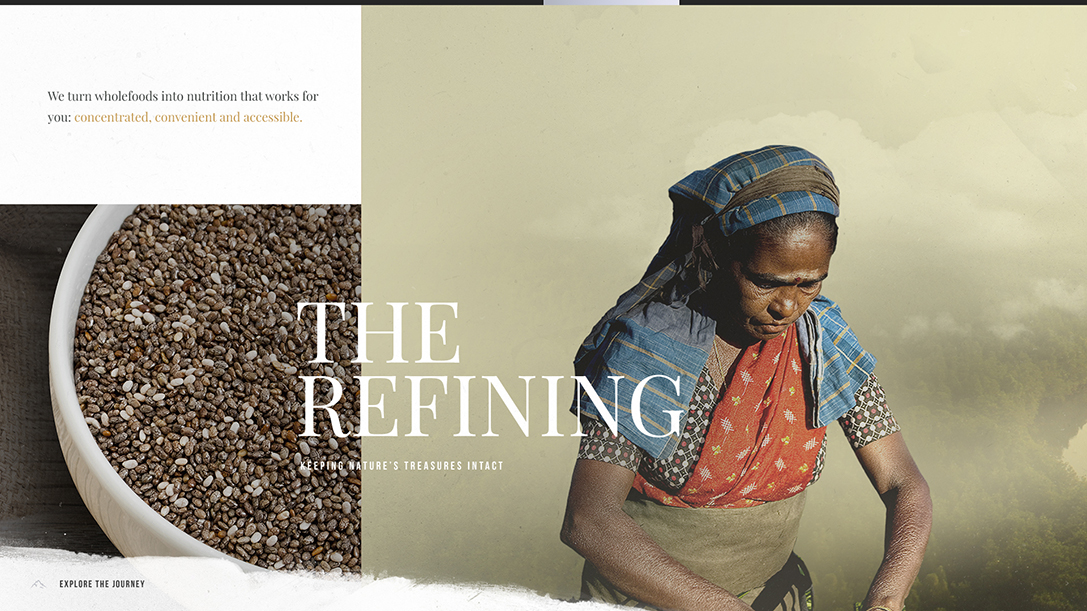 We turn wholefoods into nutrition that works for
you: concentrated, convenient and accessible.
THE
REFINING
KEEPING NATURE'S TREASURES INTACT
EXPLORE THE JOURNEY